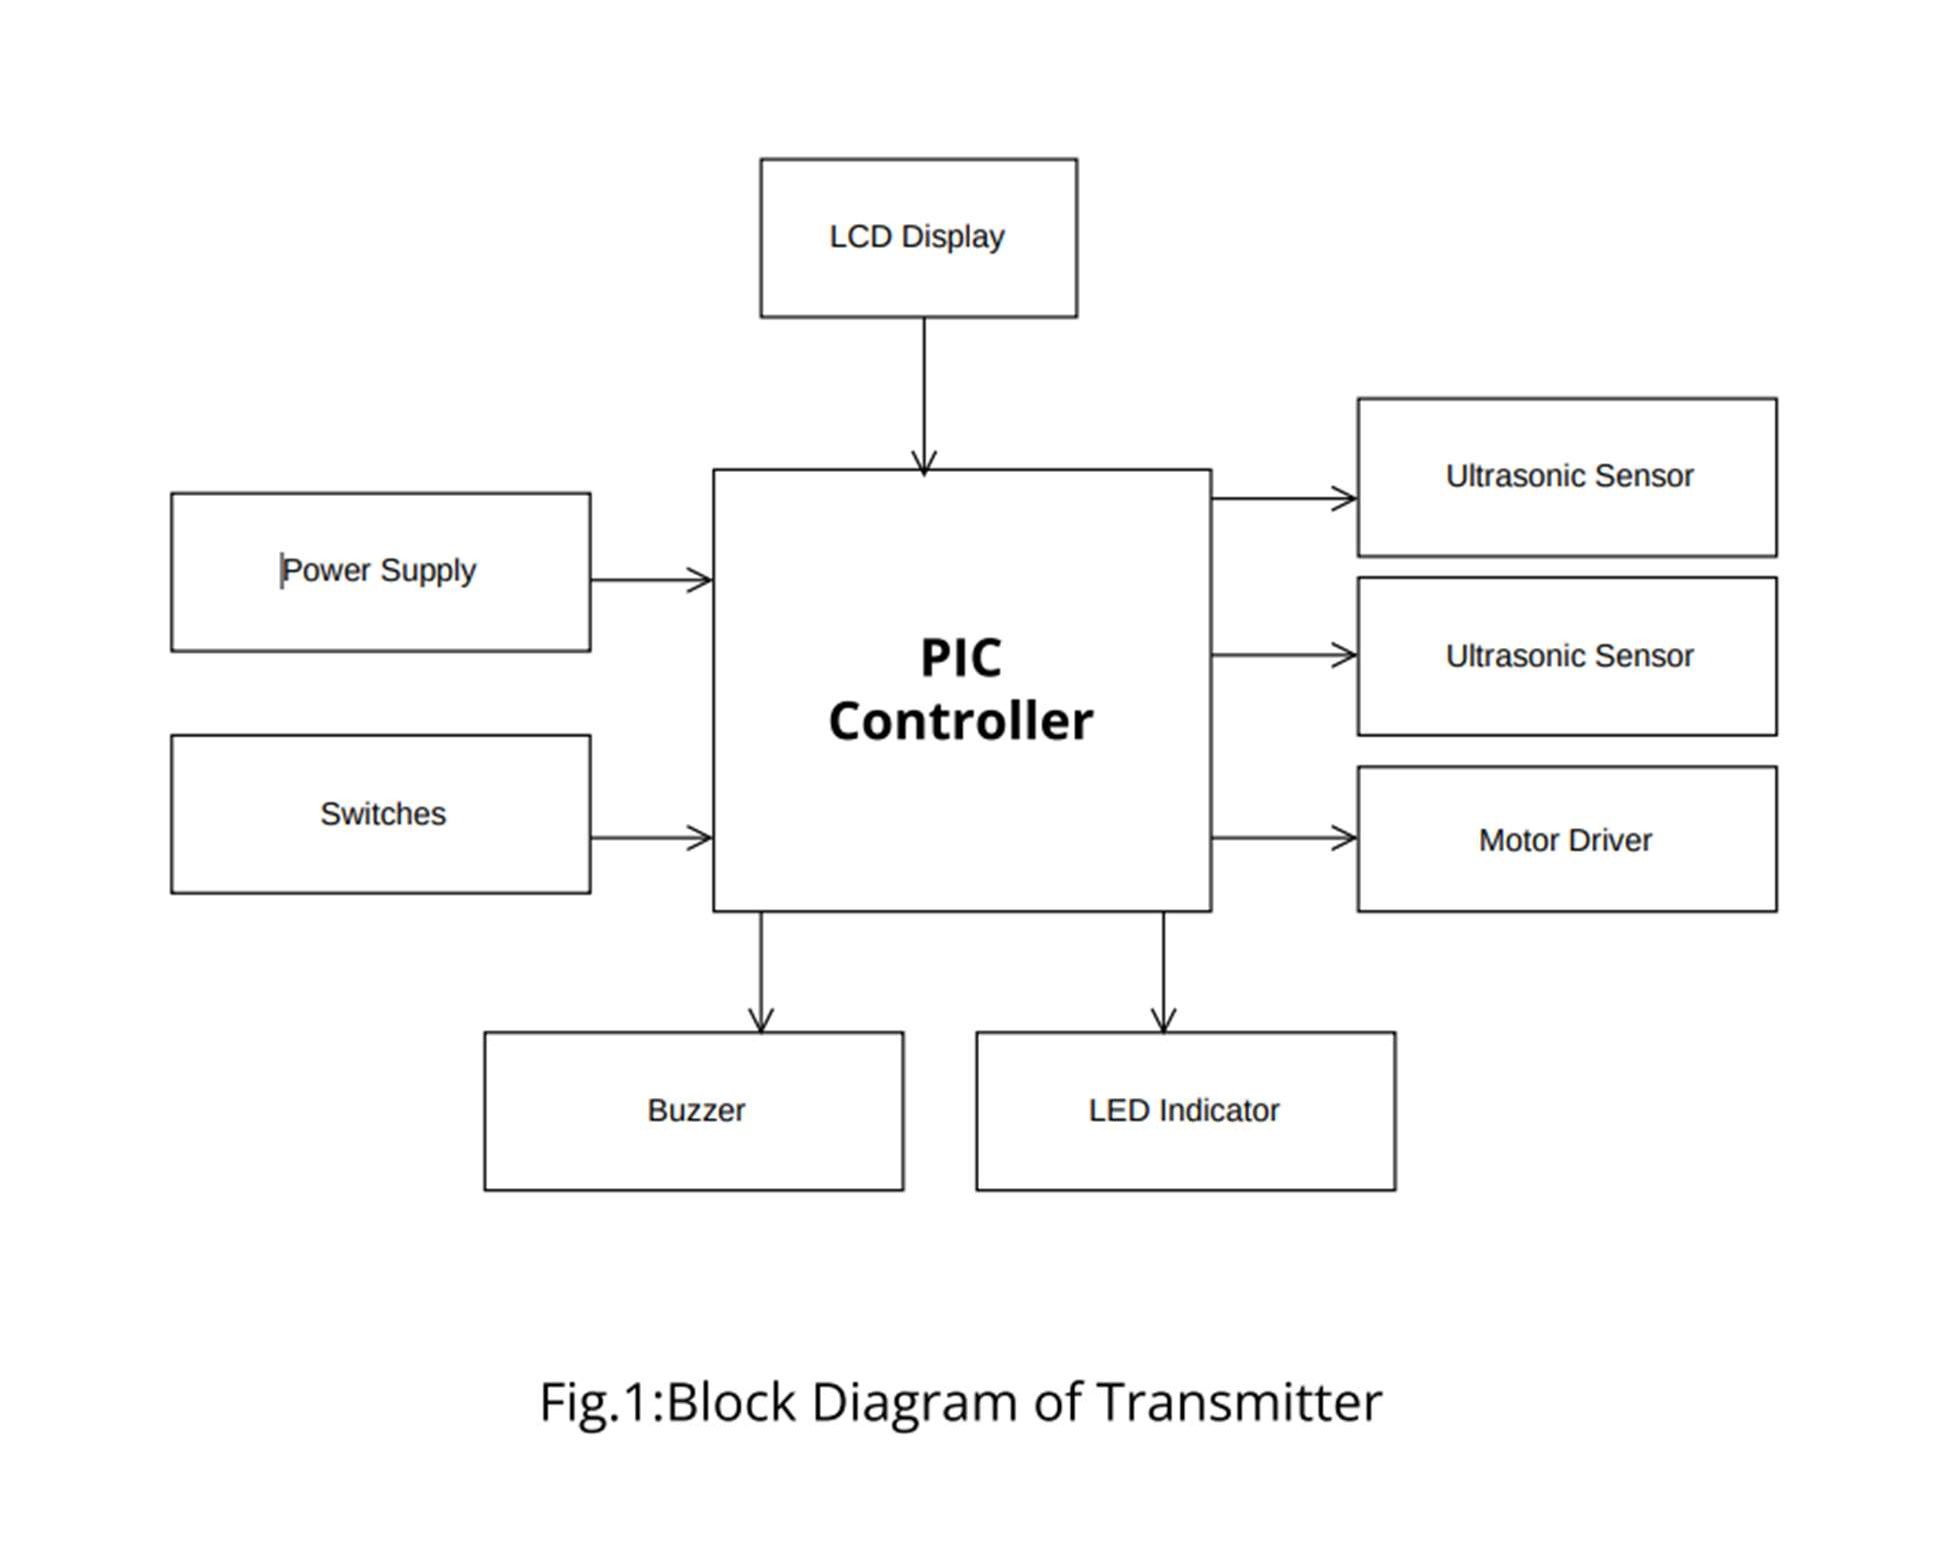 LCD Display
Ultrasonic Sensor
Power Supply
Ultrasonic Sensor
PIC
Controller
Switches
Motor Driver
Buzzer
LED Indicator
Fig.1:Block Diagram of Transmitter